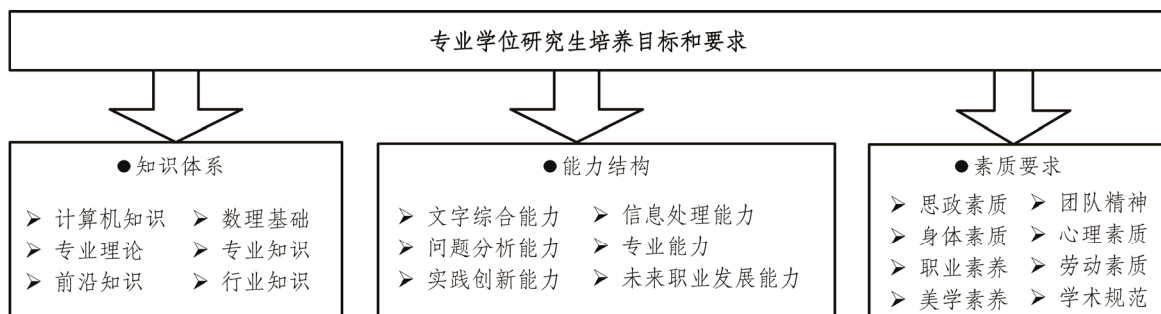 专业学位研究生培养目标和要求
●知识体系
➢ 计算机知识 ➢ 数理基础
➢ 专业理论 ➢ 专业知识
➢ 前沿知识 ➢ 行业知识
●能力结构
➢ 文字综合能力 ➢ 信息处理能力
➢ 问题分析能力 ➢ 专业能力
➢ 实践创新能力 ➢ 未来职业发展能力
●素质要求
➢ 思政素质 ➢ 团队精神
➢ 身体素质 ➢ 心理素质
➢ 职业素养 ➢ 劳动素质
➢ 美学素养 ➢ 学术规范